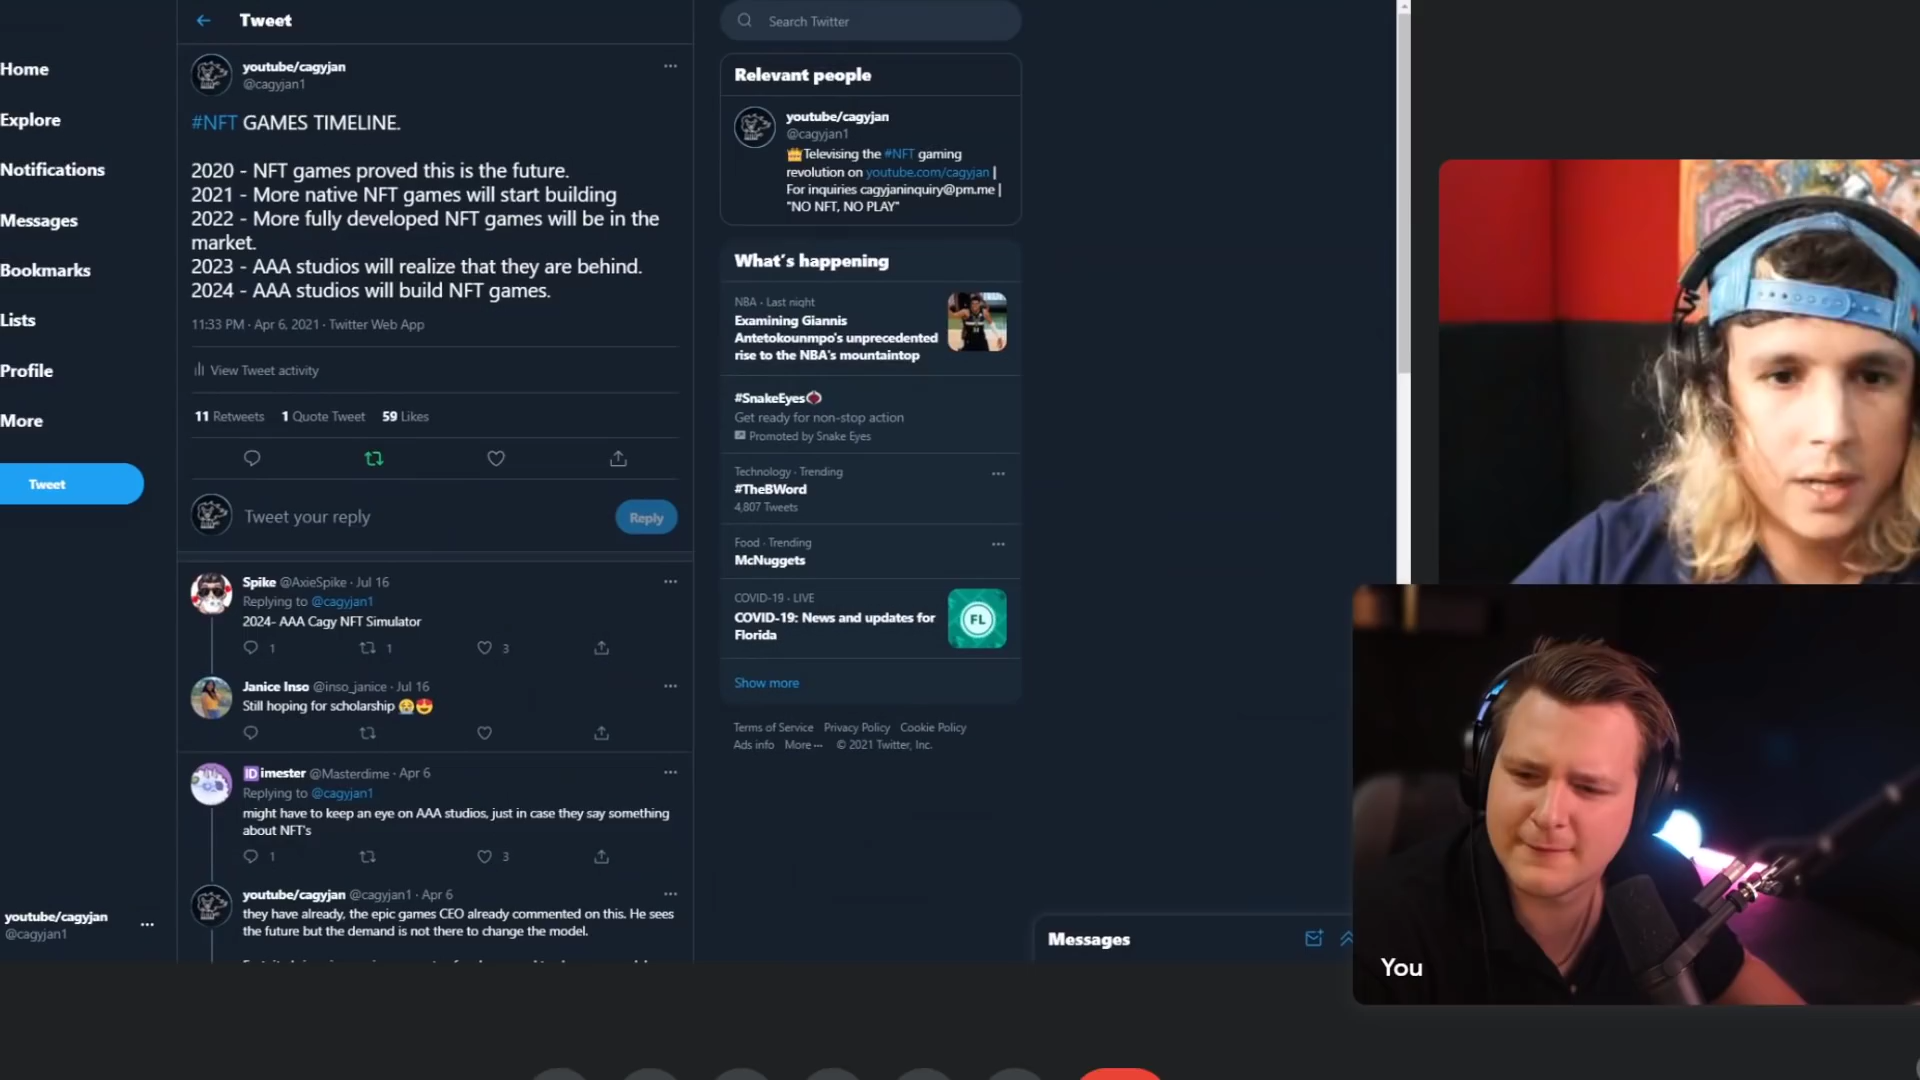 Home
Explore
Notifications
Messages
Bookmarks
Lists
Profile
More
Tweet
youtube/cagyjan
@cagyjan1
Tweet
youtube/cagyjan
@cagyjan1
#NFT GAMES TIMELINE.
2020 - NFT games proved this is the future.
2021 - More native NFT games will start building
2022 - More fully developed NFT games will be in the
market.
2023 - AAA studios will realize that they are behind.
2024 - AAA studios will build NFT games.
11:33 PM · Apr 6, 2021 · Twitter Web App
View Tweet activity
11 Retweets 1 Quote Tweet 59 Likes
Tweet your reply
Reply
Spike @AxieSpike · Jul 16
Replying to @cagyjan1
2024- AAA Cagy NFT Simulator
1 1 3
Janice Inso @inso_janice · Jul 16
Still hoping for scholarship
IDimester @Masterdime · Apr 6
Replying to @cagyjan1
might have to keep an eye on AAA studios, just in case they say something
about NFT's
1 3
youtube/cagyjan @cagyjan1 · Apr 6
they have already, the epic games CEO already commented on this. He sees
the future but the demand is not there to change the model.
Search Twitter
Relevant people
youtube/cagyjan
@cagyjan1
Televising the #NFT gaming
revolution on youtube.com/cagyjan |
For inquiries cagyjaninquiry@pm.me |
"NO NFT, NO PLAY"
What's happening
NBA · Last night
Examining Giannis
Antetokounmpo's unprecedented
rise to the NBA's mountaintop
#SnakeEyes
Get ready for non-stop action
Promoted by Snake Eyes
Technology · Trending
#TheBWord
4,807 Tweets
Food · Trending
McNuggets
COVID-19 · LIVE
COVID-19: News and updates for
Florida
FL
Show more
Terms of Service Privacy Policy Cookie Policy
Ads info More ··· © 2021 Twitter, Inc.
Messages
You